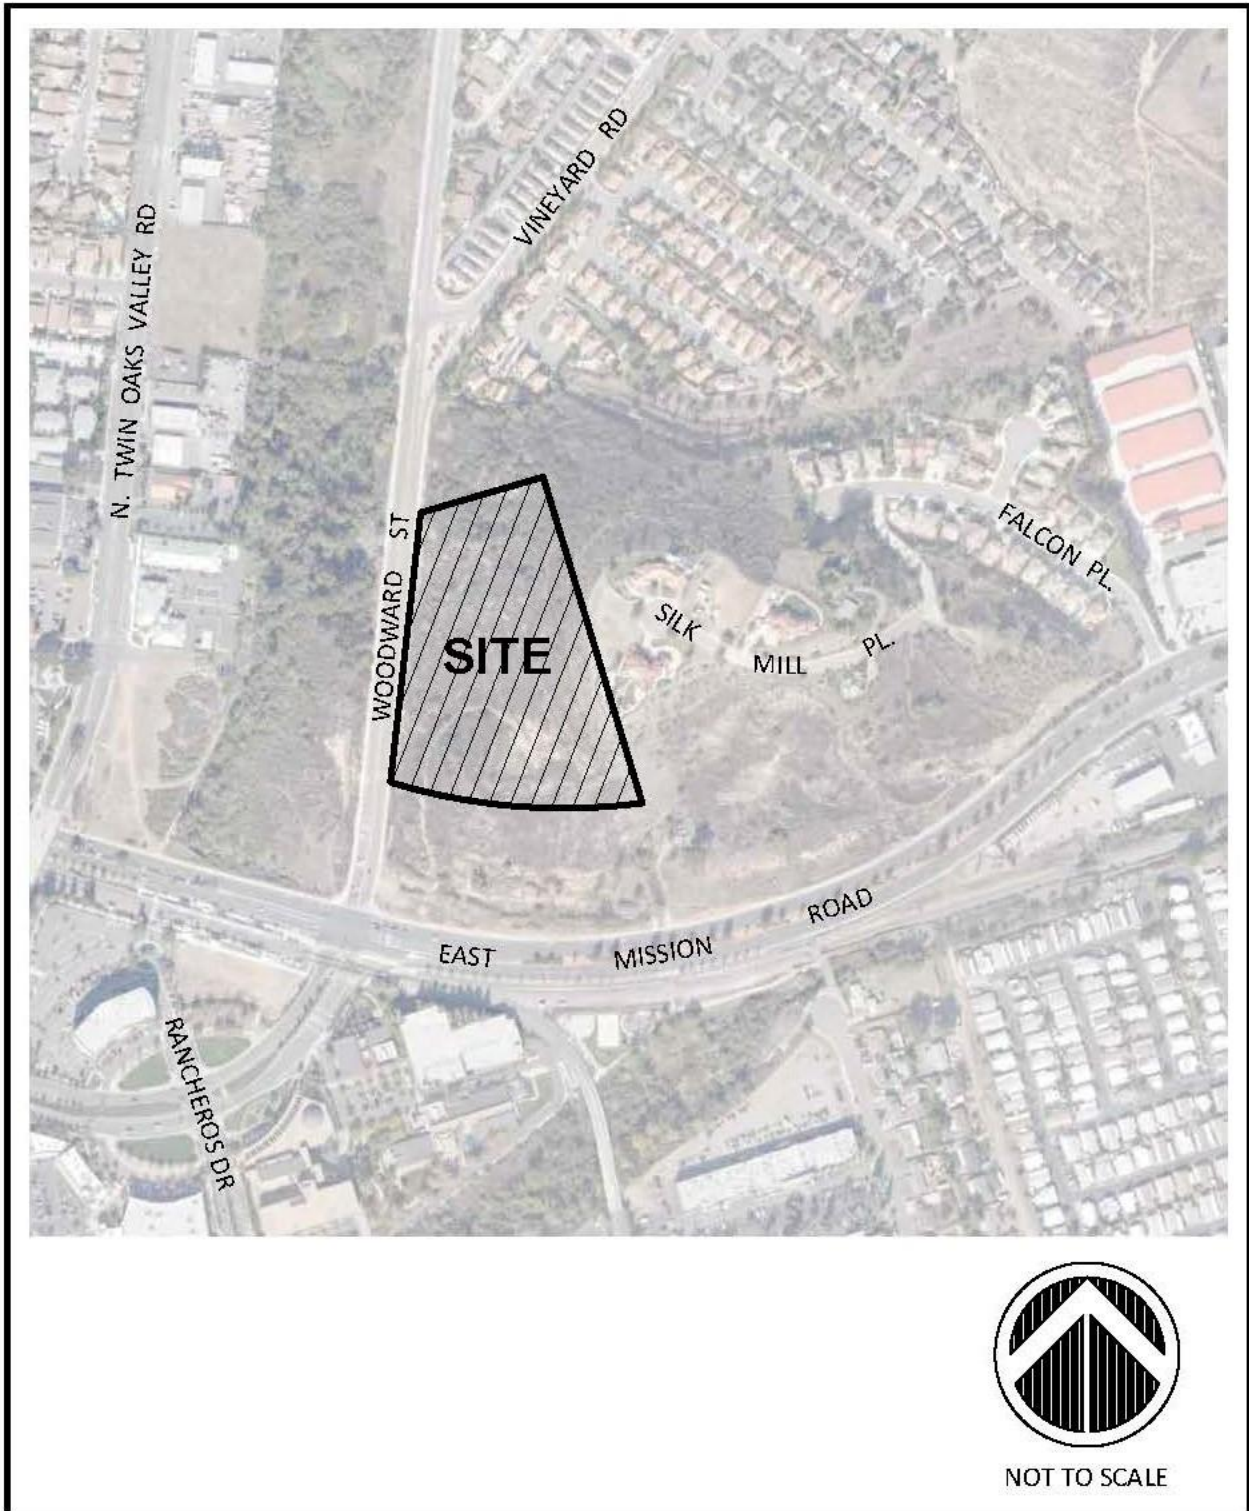 VINEYARD RD
N. TWIN OAKS VALLEY RD
WOODWARD ST
SITE
FALCON PL.
SILK MILL PL.
EAST MISSION ROAD
RANCHEROS DR
NOT TO SCALE